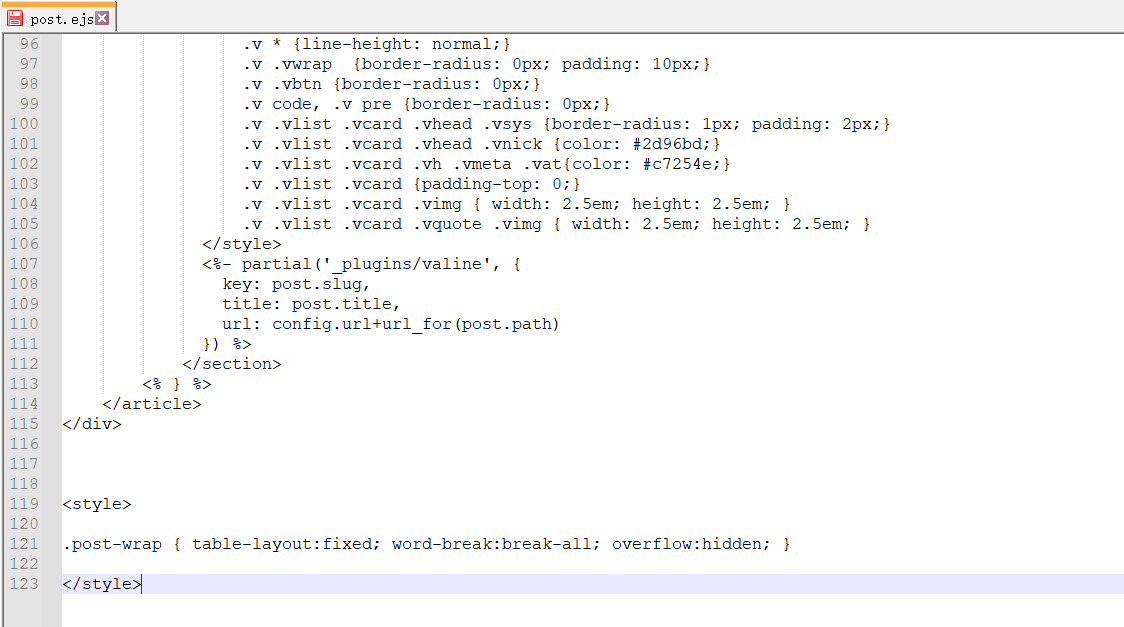 post.ejs
96 .v * {line-height: normal;}
97 .v .vwrap  {border-radius: 0px; padding: 10px;}
98 .v .vbtn {border-radius: 0px;}
99 .v code, .v pre {border-radius: 0px;}
100 .v .vlist .vcard .vhead .vsys {border-radius: 1px; padding: 2px;}
101 .v .vlist .vcard .vhead .vnick {color: #2d96bd;}
102 .v .vlist .vcard .vh .vmeta .vat{color: #c7254e;}
103 .v .vlist .vcard {padding-top: 0;}
104 .v .vlist .vcard .vimg { width: 2.5em; height: 2.5em; }
105 .v .vlist .vcard .vquote .vimg { width: 2.5em; height: 2.5em; }
106 </style>
107 <%- partial('_plugins/valine', {
108 key: post.slug,
109 title: post.title,
110 url: config.url+url_for(post.path)
111 }) %>
112 </section>
113 <% } %>
114 </article>
115 </div>
116
117
118
119 <style>
120
121 .post-wrap { table-layout:fixed; word-break:break-all; overflow:hidden; }
122
123 </style>